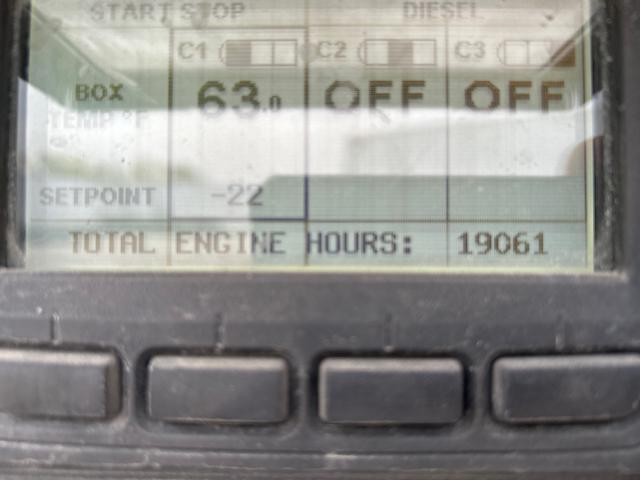 START STOP DIESEL
C1 C2 C3
BOX 63.0 OFF OFF
TEMP °F
SETPOINT -22
TOTAL ENGINE HOURS: 19061